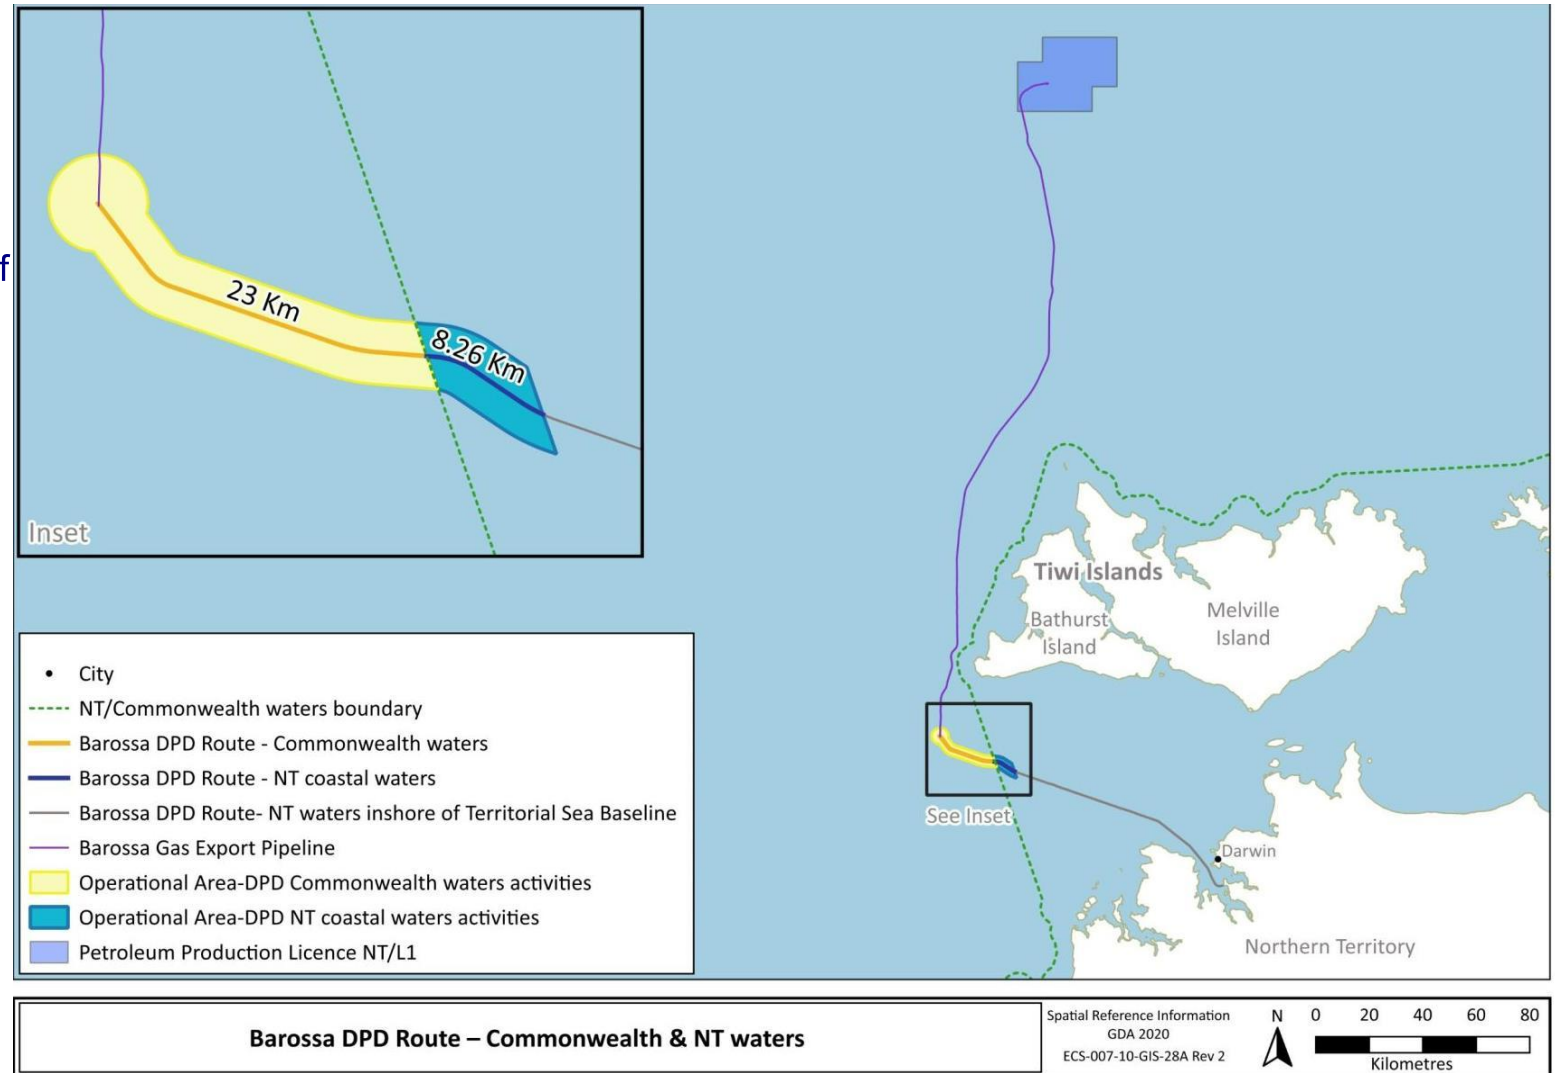 f
23 Km
8.26 Km
Inset
Tiwi Islands
Bathurst
Island
Melville
Island
See Inset
Darwin
Northern Territory
City
NT/Commonwealth waters boundary
Barossa DPD Route - Commonwealth waters
Barossa DPD Route - NT coastal waters
Barossa DPD Route- NT waters inshore of Territorial Sea Baseline
Barossa Gas Export Pipeline
Operational Area-DPD Commonwealth waters activities
Operational Area-DPD NT coastal waters activities
Petroleum Production Licence NT/L1
Barossa DPD Route – Commonwealth & NT waters
Spatial Reference Information
GDA 2020
ECS-007-10-GIS-28A Rev 2
N
0 20 40 60 80
Kilometres